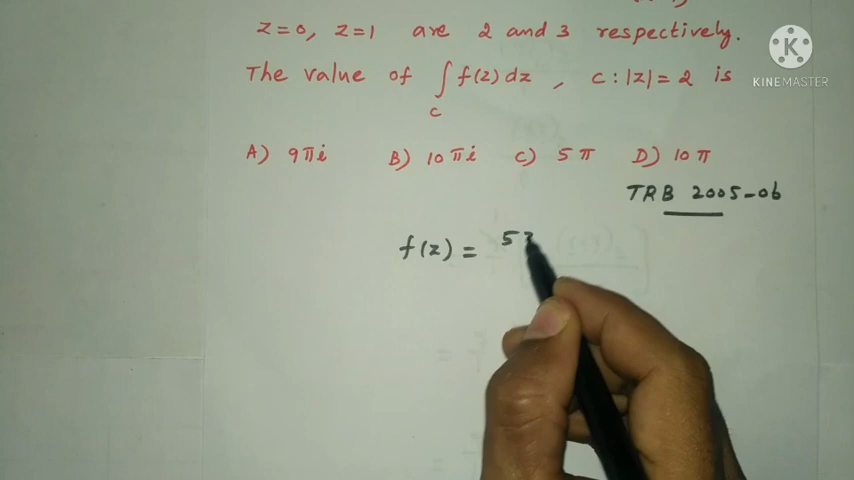 z=0, z=1 are 2 and 3 respectively.
The value of ∫ f(z) dz, c:|z|=2 is
c
A) 9πi B) 10πi C) 5π D) 10π
TRB 2005-06
f(z) = 5
K
KINEMASTER